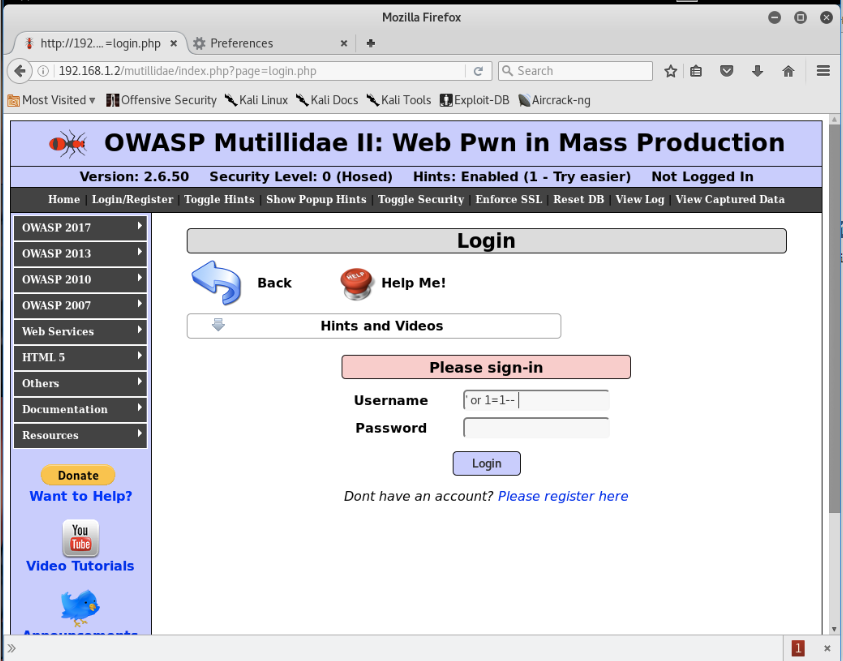 Mozilla Firefox
http://192.... =login.php × Preferences × +
192.168.1.2/mutillidae/index.php?page=login.php Search
Most Visited Offensive Security Kali Linux Kali Docs Kali Tools Exploit-DB Aircrack-ng
OWASP Mutillidae II: Web Pwn in Mass Production
Version: 2.6.50 Security Level: 0 (Hosed) Hints: Enabled (1 - Try easier) Not Logged In
Home | Login/Register | Toggle Hints | Show Popup Hints | Toggle Security | Enforce SSL | Reset DB | View Log | View Captured Data
OWASP 2017
OWASP 2013
OWASP 2010
OWASP 2007
Web Services
HTML 5
Others
Documentation
Resources
Donate
Want to Help?
You
Tube
Video Tutorials
Announcements
Login
Back HELP Help Me!
Hints and Videos
Please sign-in
Username ' or 1=1--
Password
Login
Dont have an account? Please register here
» 1 ×